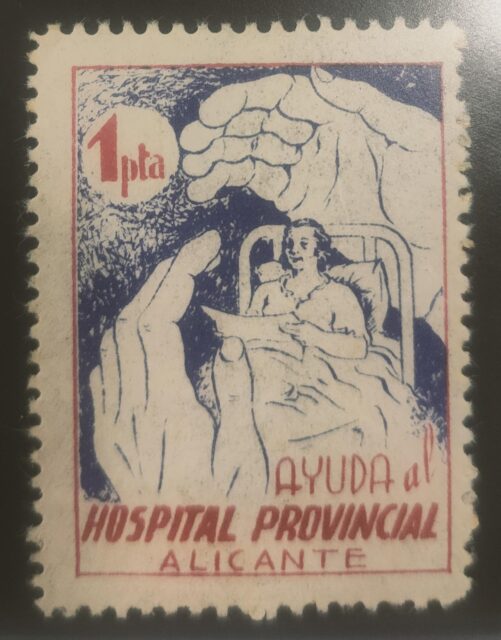 1 pta
AYUDA al
HOSPITAL PROVINCIAL
ALICANTE